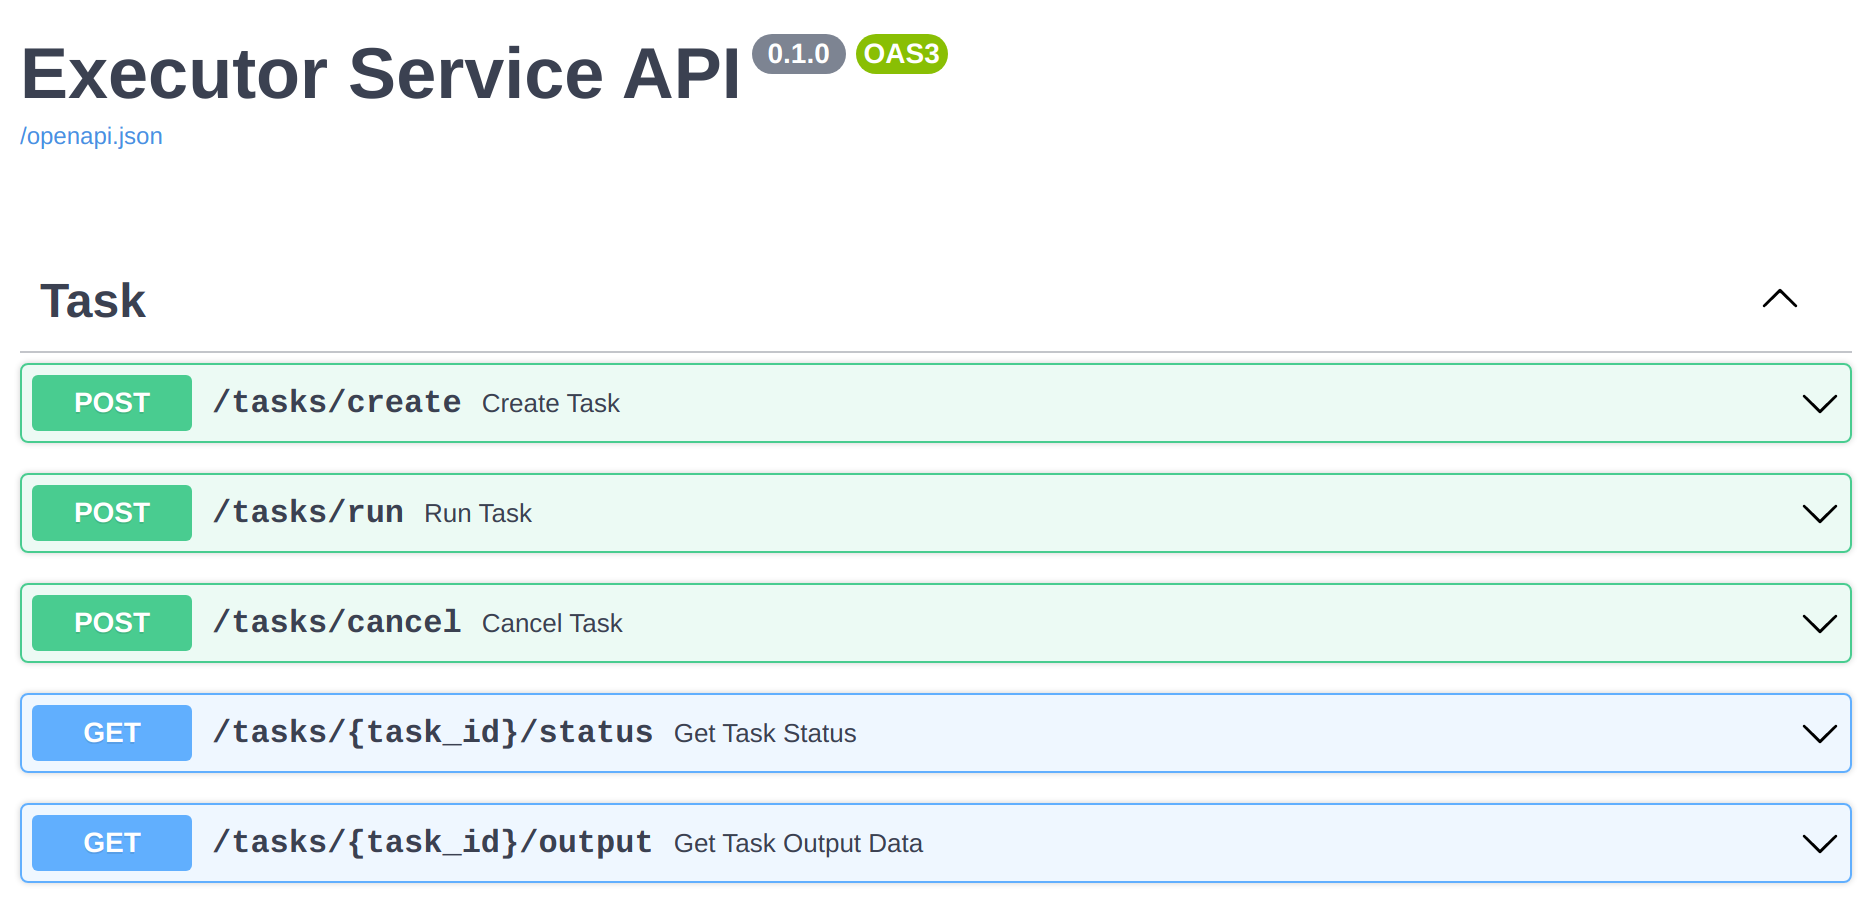 Executor Service API 0.1.0 OAS3
/openapi.json
Task
POST /tasks/create Create Task
POST /tasks/run Run Task
POST /tasks/cancel Cancel Task
GET /tasks/{task_id}/status Get Task Status
GET /tasks/{task_id}/output Get Task Output Data